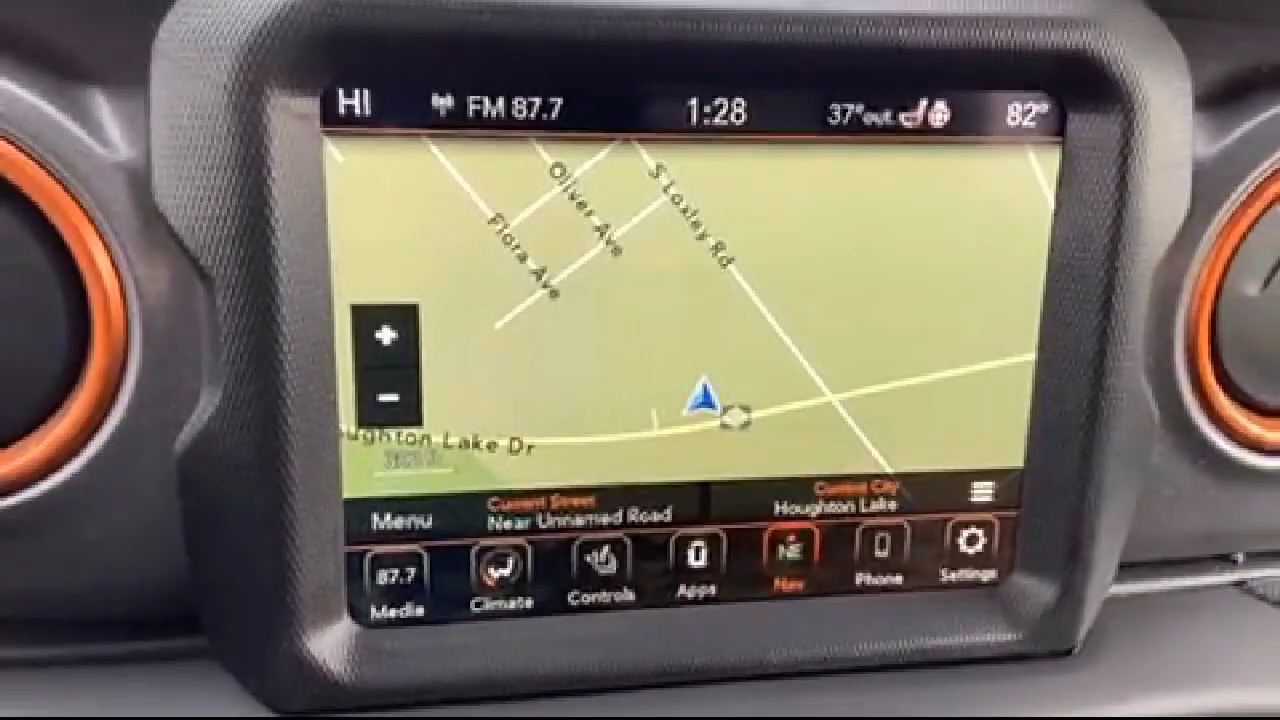 HI FM 87.7 1:28 37°out 82°
Oliver Ave
S Loxley Rd
Flora Ave
+
−
ughton Lake Dr
Current Street
Current City
Near Unnamed Road
Houghton Lake
Menu
87.7
NE
Media
Climate
Controls
Apps
Nav
Phone
Settings